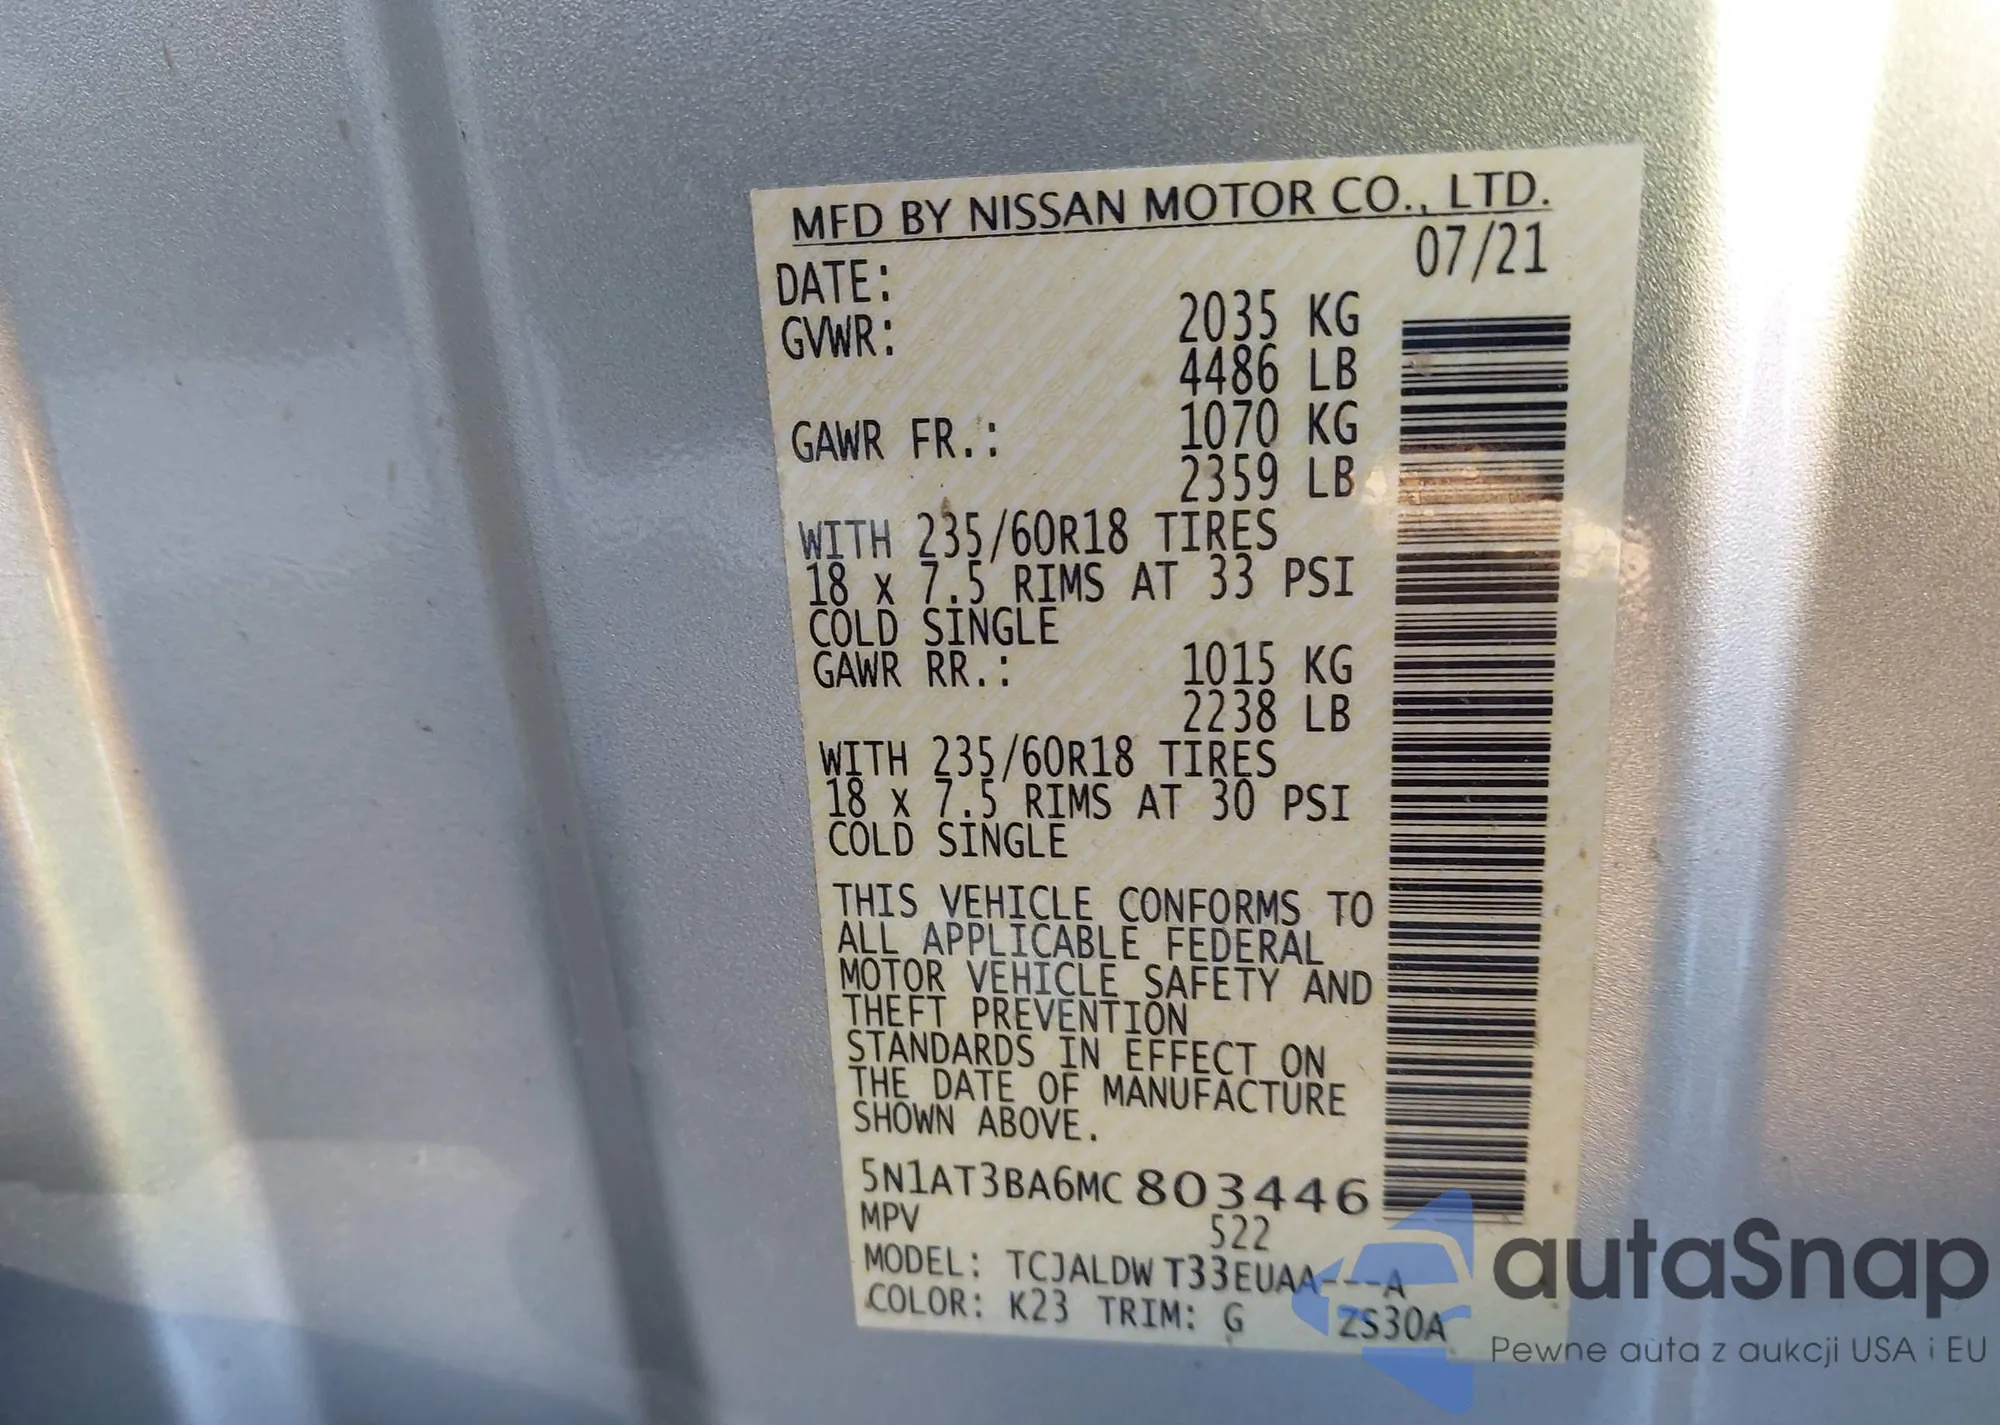 MFD BY NISSAN MOTOR CO., LTD.
DATE: 07/21
GVWR: 2035 KG
4486 LB
GAWR FR.: 1070 KG
2359 LB
WITH 235/60R18 TIRES
18 x 7.5 RIMS AT 33 PSI
COLD SINGLE
GAWR RR.: 1015 KG
2238 LB
WITH 235/60R18 TIRES
18 x 7.5 RIMS AT 30 PSI
COLD SINGLE
THIS VEHICLE CONFORMS TO
ALL APPLICABLE FEDERAL
MOTOR VEHICLE SAFETY AND
THEFT PREVENTION
STANDARDS IN EFFECT ON
THE DATE OF MANUFACTURE
SHOWN ABOVE.
5N1AT3BA6MC 803446
MPV 522
MODEL: TCJALDW T33EUAA---A
COLOR: K23 TRIM: G ZS30A
autaSnap
Pewne auta z aukcji USA i EU